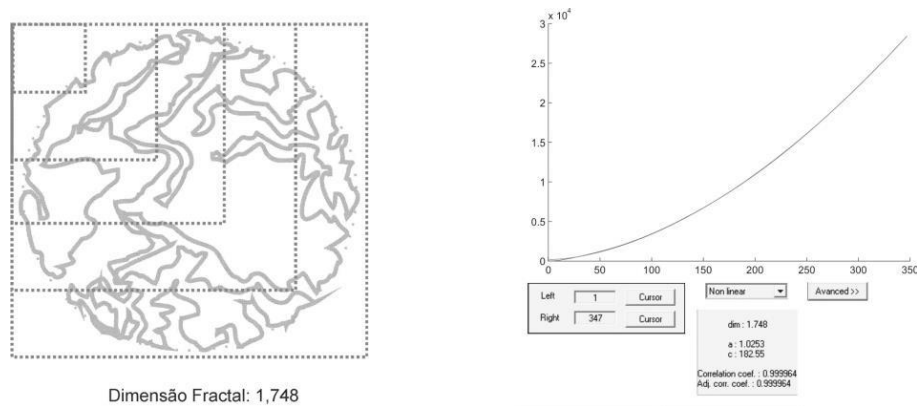 Dimensão Fractal: 1,748
3
x 10⁴
2.5
2
1.5
1
0.5
0
0 50 100 150 200 250 300 350
Left 1 Cursor
Right 347 Cursor
Non linear
Avanced >>
dim : 1.748
a : 1.0253
c : 182.55
Correlation coef. : 0.999964
Adj. corr. coef. : 0.999964